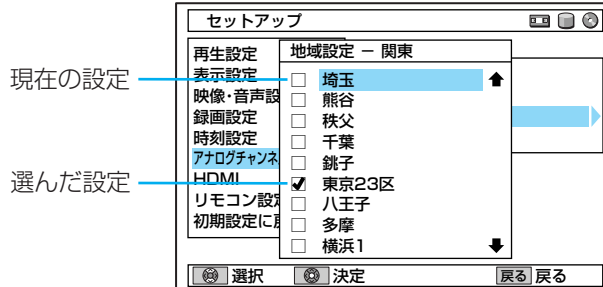 セットアップ
再生設定
表示設定
映像・音声設
録画設定
時刻設定
アナログチャンネ
HDMI
リモコン設定
初期設定に戻
地域設定 － 関東
埼玉
熊谷
秩父
千葉
銚子
東京23区
八王子
多摩
横浜1
現在の設定
選んだ設定
選択
決定
戻る 戻る